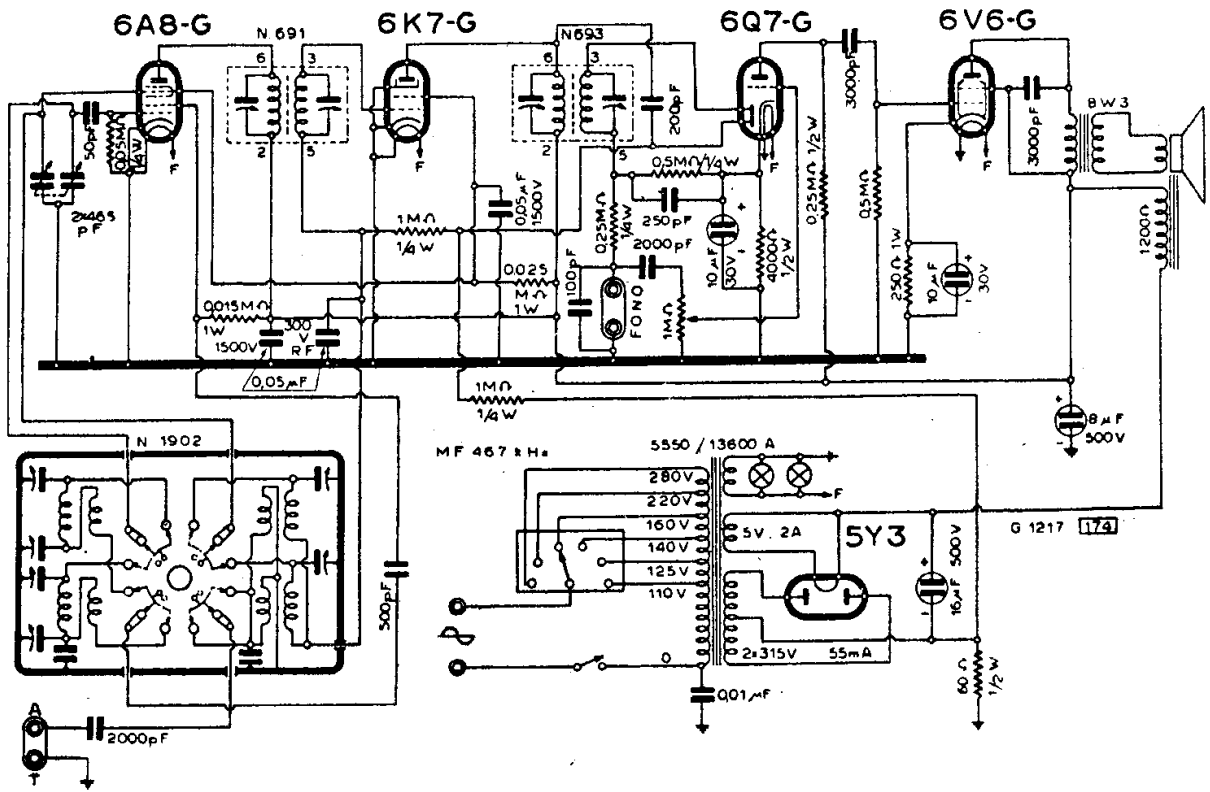 6A8-G
6K7-G
6Q7-G
6V6-G
N.691
N693
6
3
6
3
2
5
2
5
50pF
0,05MΩ
1/4W
F
F
F
F
2x465
pF
200pF
3000pF
3000pF
BW3
0,5MΩ 1/4W
0,05µF
1500V
1MΩ
1/4W
250pF
2000pF
0,25MΩ
1/4W
10µF
30V
4000Ω
1/2W
0,25MΩ 1/2W
0,5MΩ
250Ω 1W
10µF
30V
1200Ω
0,025
MΩ
1W
100pF
FONO
1MΩ
0,015MΩ
1W
1500V
300
V
RF
0,05µF
1MΩ
1/4W
8µF
500V
N 1902
MF 467 kHz
5550 / 13600 A
280V
220V
160V
140V
125V
110V
0
F
5V. 2A
5Y3
G 1217 174
500V
16µF
2x315V 55mA
60Ω
1/2W
0,01µF
500pF
A
2000pF
T